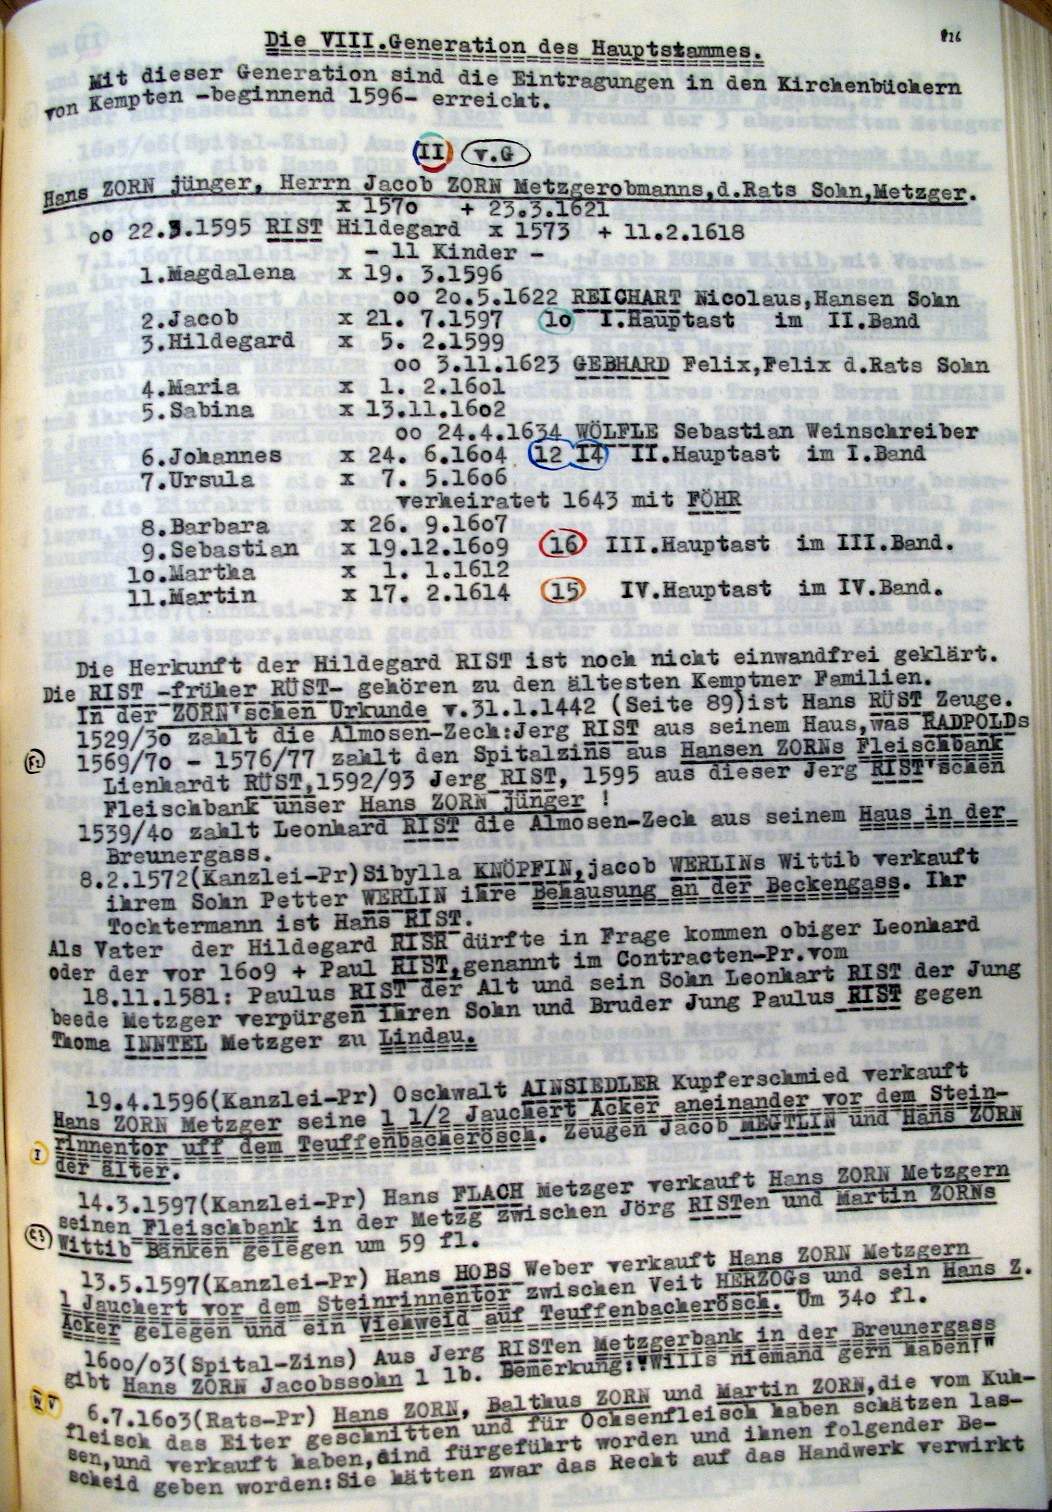 Die VIII.Generation des Hauptstammes.
Mit dieser Generation sind die Eintragungen in den Kirchenbüchern
von Kempten -beginnend 1596- erreicht.
II v.G
Hans ZORN jünger, Herrn Jacob ZORN Metzgerobmanns,d.Rats Sohn,Metzger.
x 1570 + 23.3.1621
oo 22.3.1595 RIST Hildegard x 1573 + 11.2.1618
- 11 Kinder -
1.Magdalena x 19. 3.1596
oo 20.5.1622 REICHART Nicolaus,Hansen Sohn
2.Jacob x 21. 7.1597 10 I.Hauptast im II.Band
3.Hildegard x 5. 2.1599
oo 3.11.1623 GEBHARD Felix,Felix d.Rats Sohn
4.Maria x 1. 2.1601
5.Sabina x 13.11.1602
oo 24.4.1634 WÖLFLE Sebastian Weinschreiber
6.Johannes x 24. 6.1604 12 14 II.Hauptast im I.Band
7.Ursula x 7. 5.1606
verheiratet 1643 mit FÖHR
8.Barbara x 26. 9.1607
9.Sebastian x 19.12.1609 16 III.Hauptast im III.Band.
10.Martha x 1. 1.1612
11.Martin x 17. 2.1614 15 IV.Hauptast im IV.Band.
Die Herkunft der Hildegard RIST ist noch nicht einwandfrei geklärt.
Die RIST -früher RÜST- gehören zu den ältesten Kemptner Familien.
In der ZORN'schen Urkunde v.31.1.1442 (Seite 89)ist Hans RÜST Zeuge.
1529/30 zahlt die Almosen-Zech:Jerg RIST aus seinem Haus,was RADPOLDs
1569/70 - 1576/77 zahlt den Spitalzins aus Hansen ZORNs Fleischbank
Lienhardt RÜST,1592/93 Jerg RIST, 1595 aus dieser Jerg RIST'schen
Fleischbank unser Hans ZORN jünger !
1539/40 zahlt Leonhard RIST die Almosen-Zech aus seinem Haus in der
Breunergass.
8.2.1572(Kanzlei-Pr)Sibylla KNÖPFIN,jacob WERLINs Wittib verkauft
ihrem Sohn Petter WERLIN ihre Behausung an der Beckengass. Ihr
Tochtermann ist Hans RIST.
Als Vater der Hildegard RISR dürfte in Frage kommen obiger Leonhard
oder der vor 1609 + Paul RIST,genannt im Contracten-Pr.vom
18.11.1581: Paulus RIST der Alt und sein Sohn Leonhart RIST der Jung
beede Metzger verpürgen ihren Sohn und Bruder Jung Paulus RIST gegen
Thoma INNTEL Metzger zu Lindau.
19.4.1596(Kanzlei-Pr) Oschwalt AINSIEDLER Kupferschmied verkauft
Hans ZORN Metzger seine 1 1/2 Jauchert Acker aneinander vor dem Stein-
rinnentor uff dem Teuffenbacherösch. Zeugen Jacob MEGTLIN und Hans ZORN
I der älter.
14.3.1597(Kanzlei-Pr) Hans FLACH Metzger verkauft Hans ZORN Metzgern
seinen Fleischbank in der Metzg zwischen Jörg RISTen und Martin ZORNs
Wittib Bänken gelegen um 59 fl.
13.5.1597(Kanzlei-Pr) Hans HOBS Weber verkauft Hans ZORN Metzgern
1 Jauchert vor dem Steinrinnentor zwischen Veit HERZOGs und sein Hans Z.
Acker gelegen und ein Viehweid auf Teuffenbacherösch. Um 340 fl.
1600/03(Spital-Zins) Aus Jerg RISTen Metzgerbank in der Breunergass
gibt Hans ZORN Jacobssohn 1 lb. Bemerkung:"Wills niemand gern haben!"
6.7.1603(Rats-Pr) Hans ZORN, Balthus ZORN und Martin ZORN,die vom Kuh-
fleisch das Eiter geschnitten und für Ochsenfleisch haben schätzen las-
sen,und verkauft haben,sind fürgeführt worden und ihnen folgender Be-
scheid geben worden:Sie hätten zwar das Recht auf das Handwerk verwirkt